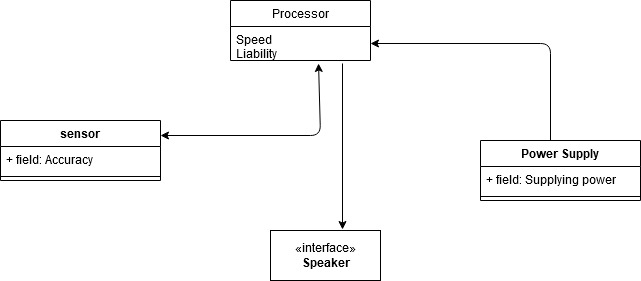 Processor
Speed
Liability
sensor
+ field: Accuracy
Power Supply
+ field: Supplying power
«interface»
Speaker